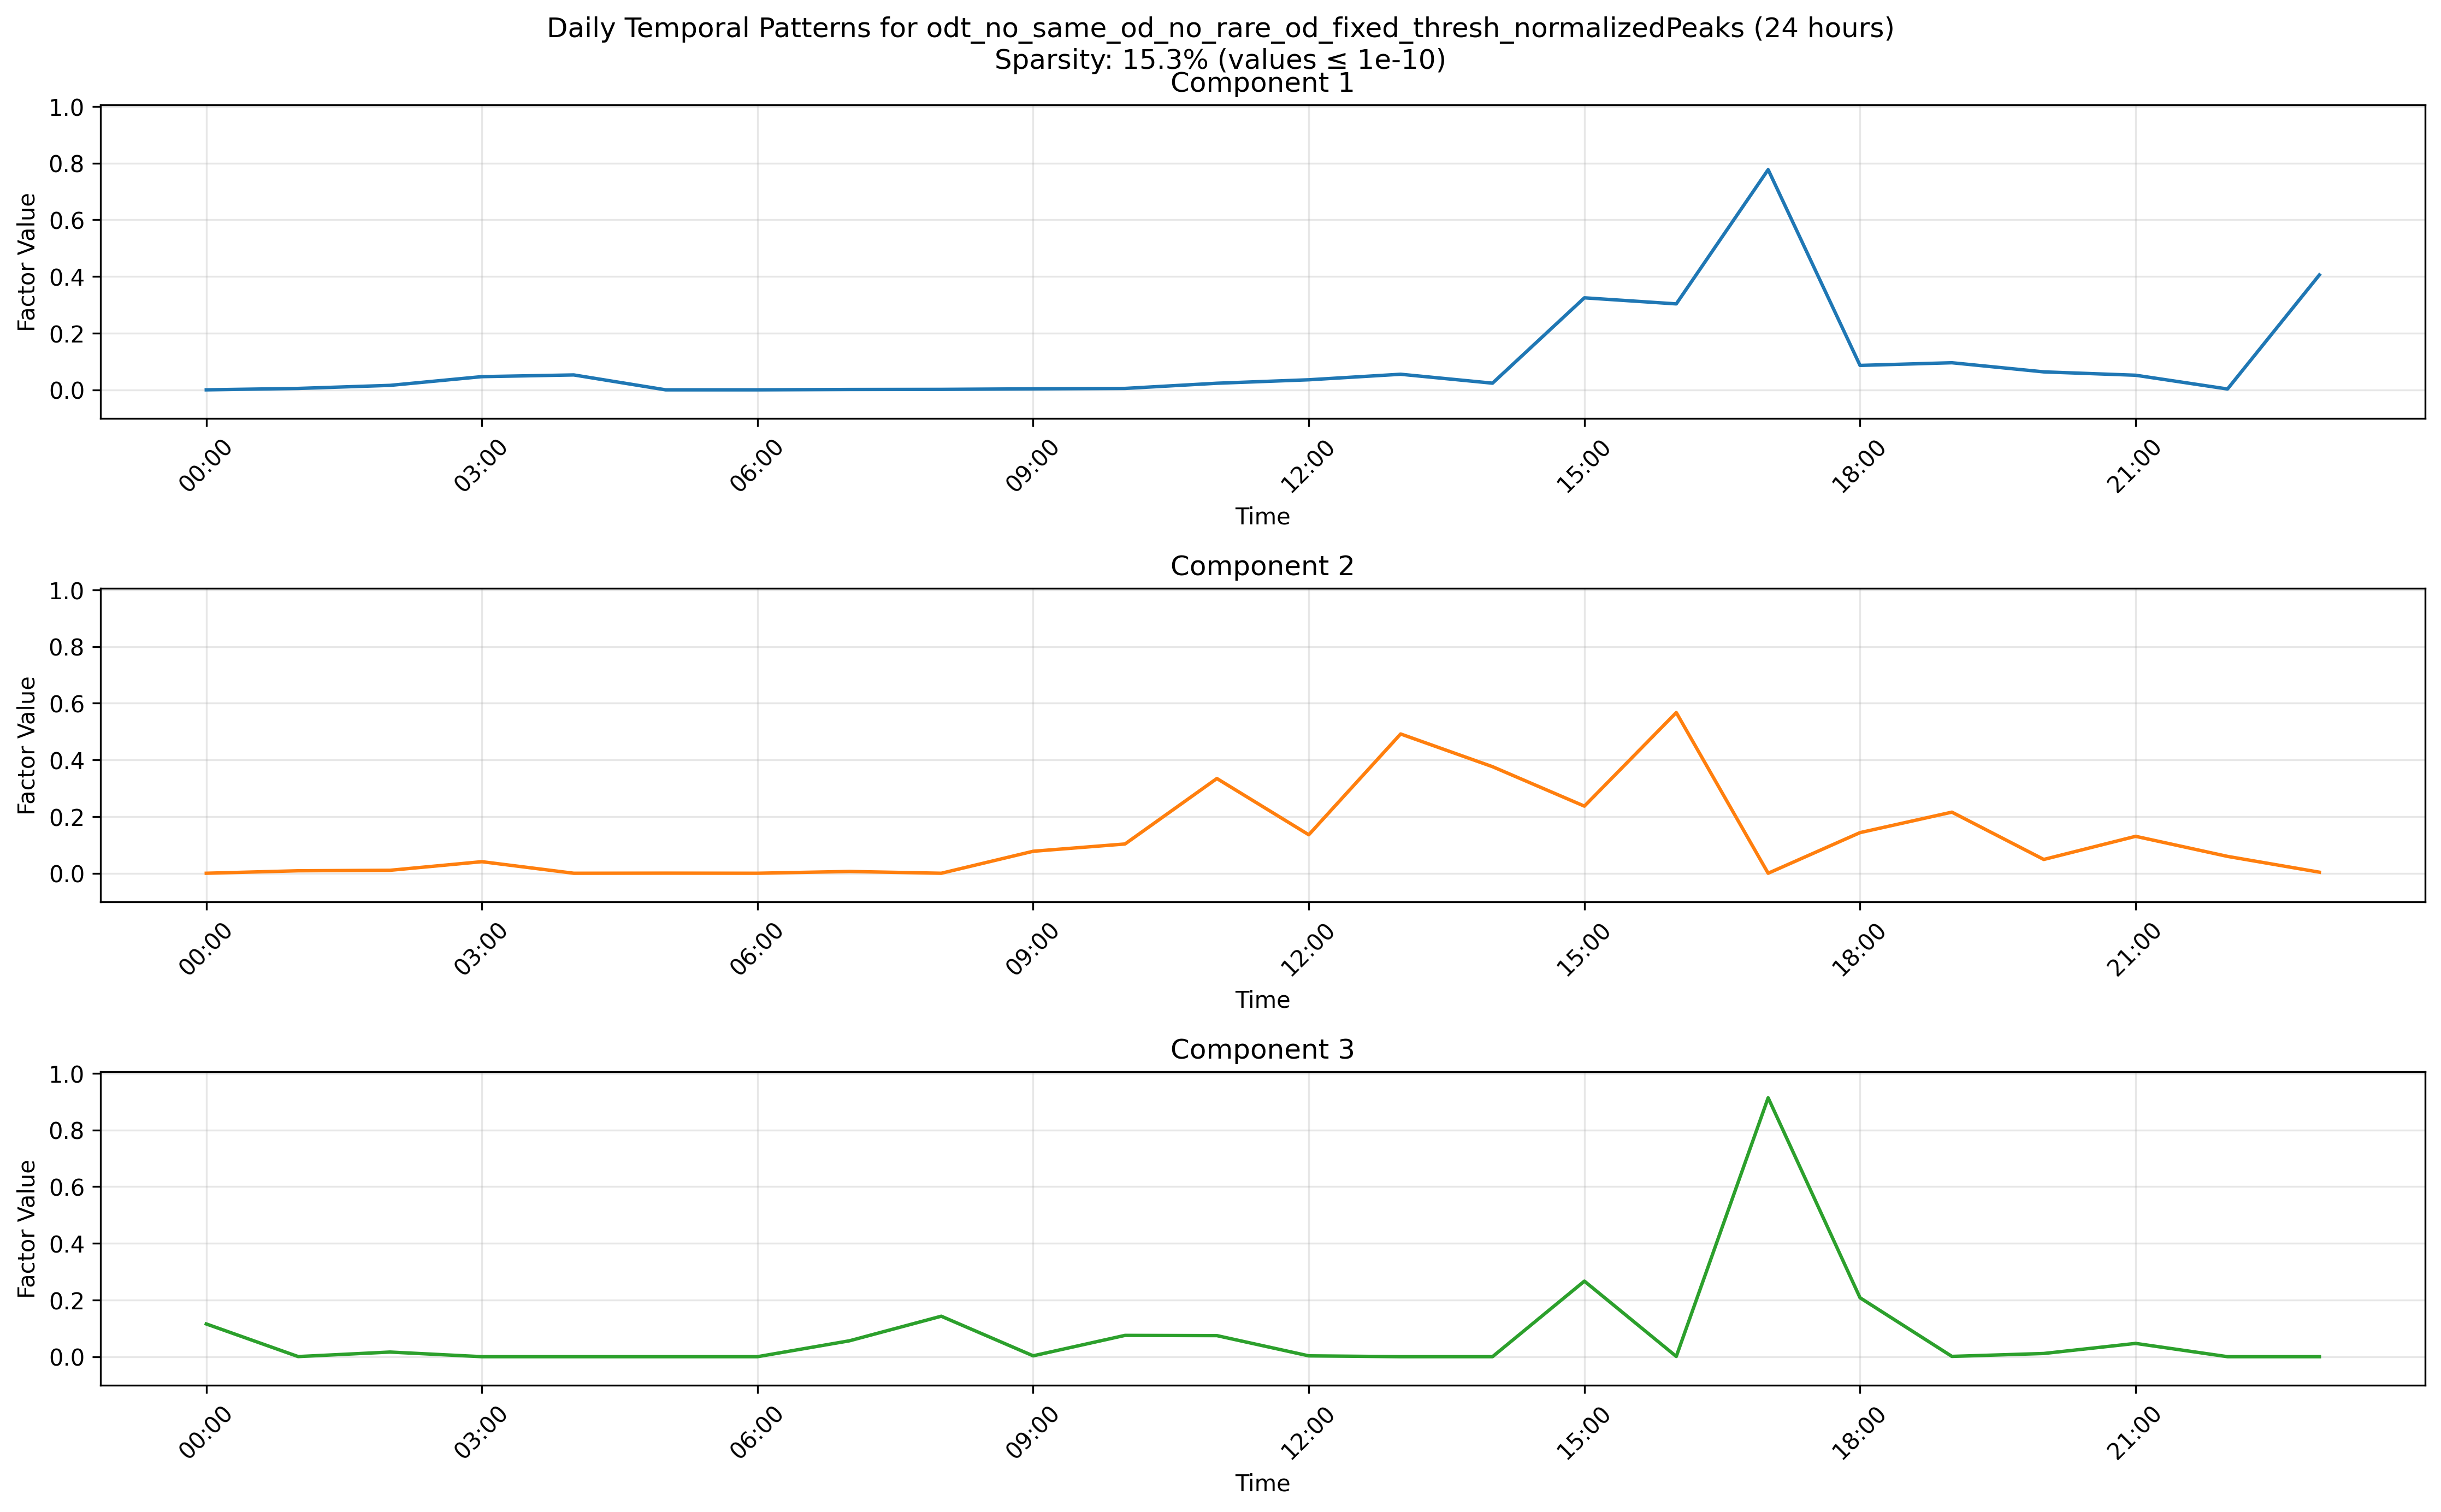 Daily Temporal Patterns for odt_no_same_od_no_rare_od_fixed_thresh_normalizedPeaks (24 hours)
Sparsity: 15.3% (values ≤ 1e-10)
Component 1
1.0
0.8
0.6
0.4
0.2
0.0
Factor Value
00:00 03:00 06:00 09:00 12:00 15:00 18:00 21:00
Time
Component 2
1.0
0.8
0.6
0.4
0.2
0.0
Factor Value
00:00 03:00 06:00 09:00 12:00 15:00 18:00 21:00
Time
Component 3
1.0
0.8
0.6
0.4
0.2
0.0
Factor Value
00:00 03:00 06:00 09:00 12:00 15:00 18:00 21:00
Time